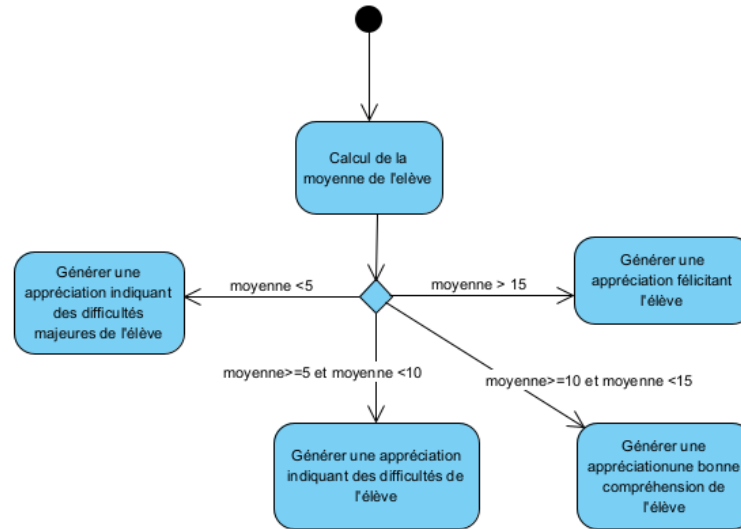 Calcul de la
moyenne de l'elève
Générer une
appréciation indiquant
des difficultés
majeures de l'élève
moyenne <5
moyenne > 15
Générer une
appréciation félicitant
l'élève
moyenne>=5 et moyenne <10
moyenne>=10 et moyenne <15
Générer une appréciation
indiquant des difficultés de
l'élève
Générer une
appréciationune bonne
compréhension de
l'élève